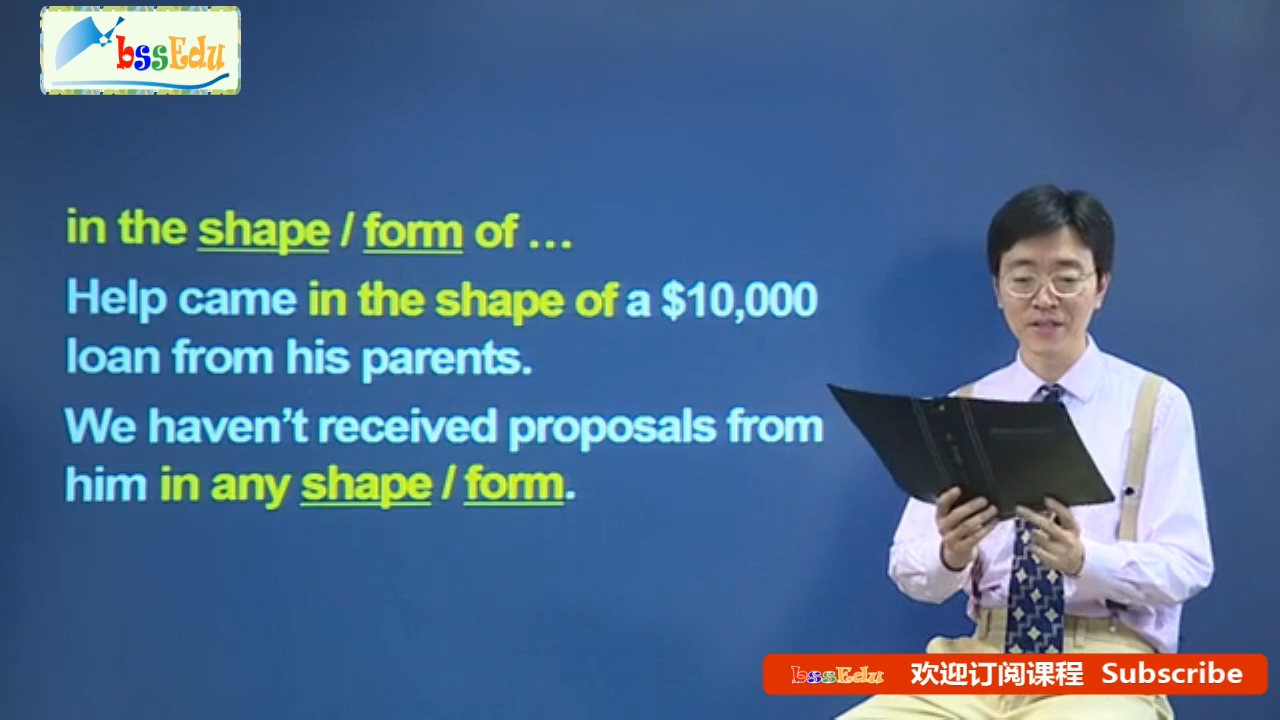 bssEdu
in the shape / form of …
Help came in the shape of a $10,000
loan from his parents.
We haven’t received proposals from
him in any shape / form.
bssEdu 欢迎订阅课程 Subscribe